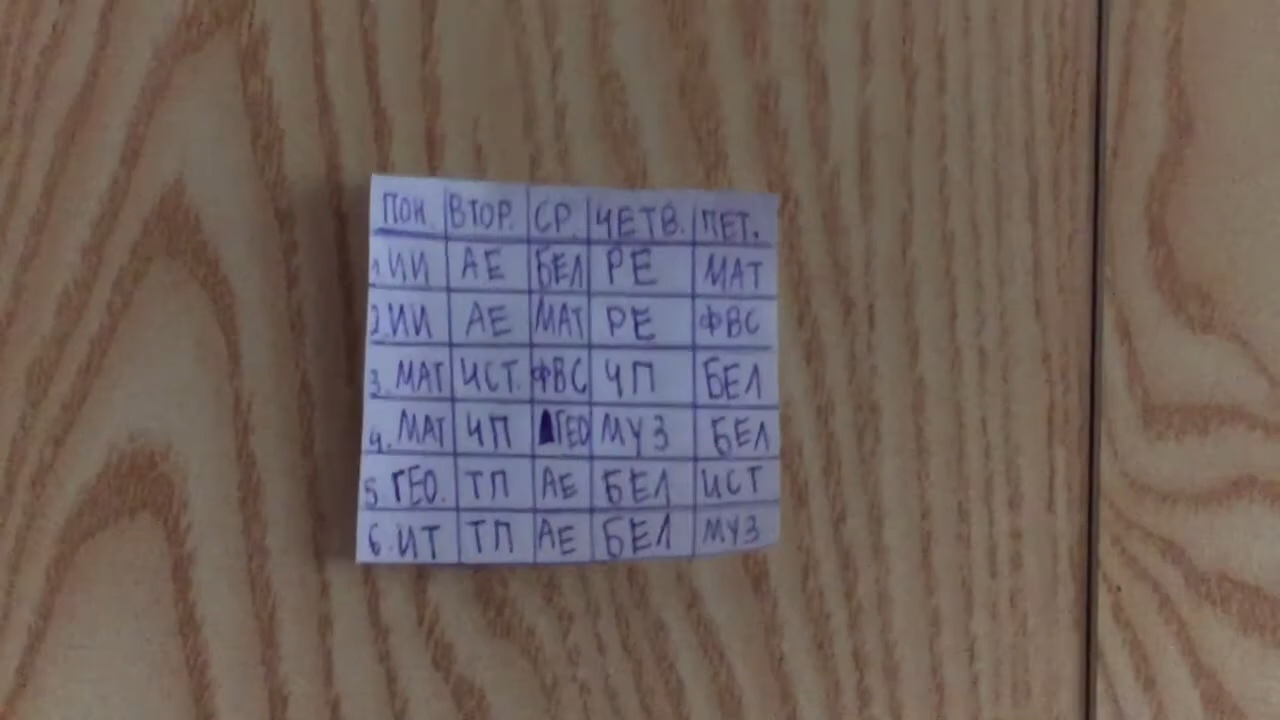 ПОН. ВТОР. СР. ЧЕТВ. ПЕТ.
1. ИИ АЕ БЕЛ РЕ МАТ
2. ИИ АЕ МАТ РЕ ФВС
3. МАТ ИСТ. ФВС ЧП БЕЛ
4. МАТ ЧП ГЕО МУЗ БЕЛ
5. ГЕО. ТП АЕ БЕЛ ИСТ
6. ИТ ТП АЕ БЕЛ МУЗ